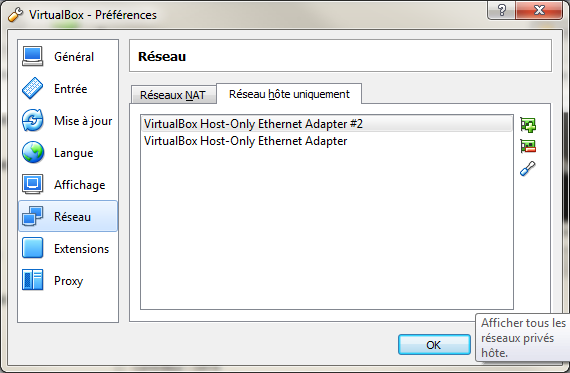 VirtualBox - Préférences
Général
Entrée
Mise à jour
Langue
Affichage
Réseau
Extensions
Proxy
Réseau
Réseaux NAT
Réseau hôte uniquement
VirtualBox Host-Only Ethernet Adapter #2
VirtualBox Host-Only Ethernet Adapter
OK
Afficher tous les
réseaux privés
hôte.